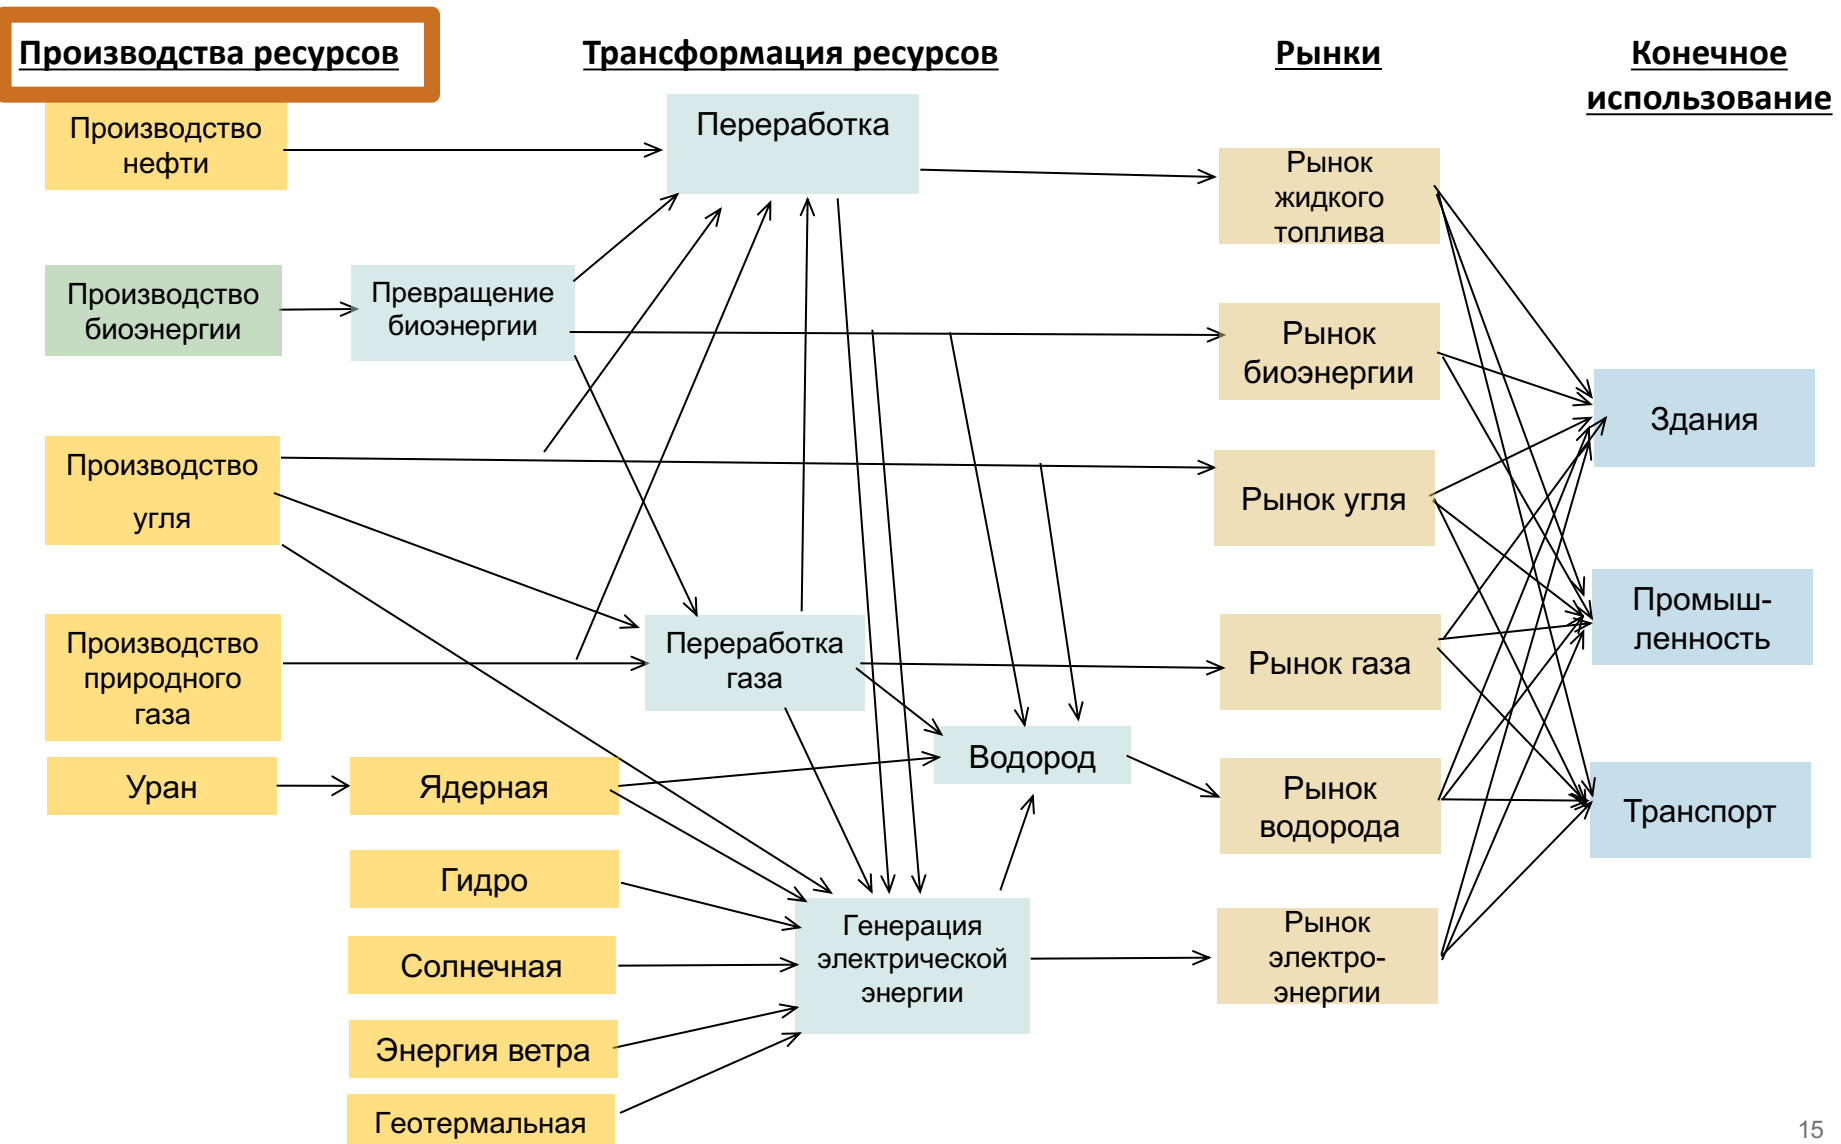 Производства ресурсов
Трансформация ресурсов
Рынки
Конечное
использование
Производство
нефти
Переработка
Рынок
жидкого
топлива
Производство
биоэнергии
Превращение
биоэнергии
Рынок
биоэнергии
Здания
Производство
угля
Рынок угля
Промыш-
ленность
Производство
природного
газа
Переработка
газа
Рынок газа
Уран
Ядерная
Водород
Рынок
водорода
Транспорт
Гидро
Солнечная
Энергия ветра
Геотермальная
Генерация
электрической
энергии
Рынок
электро-
энергии
15